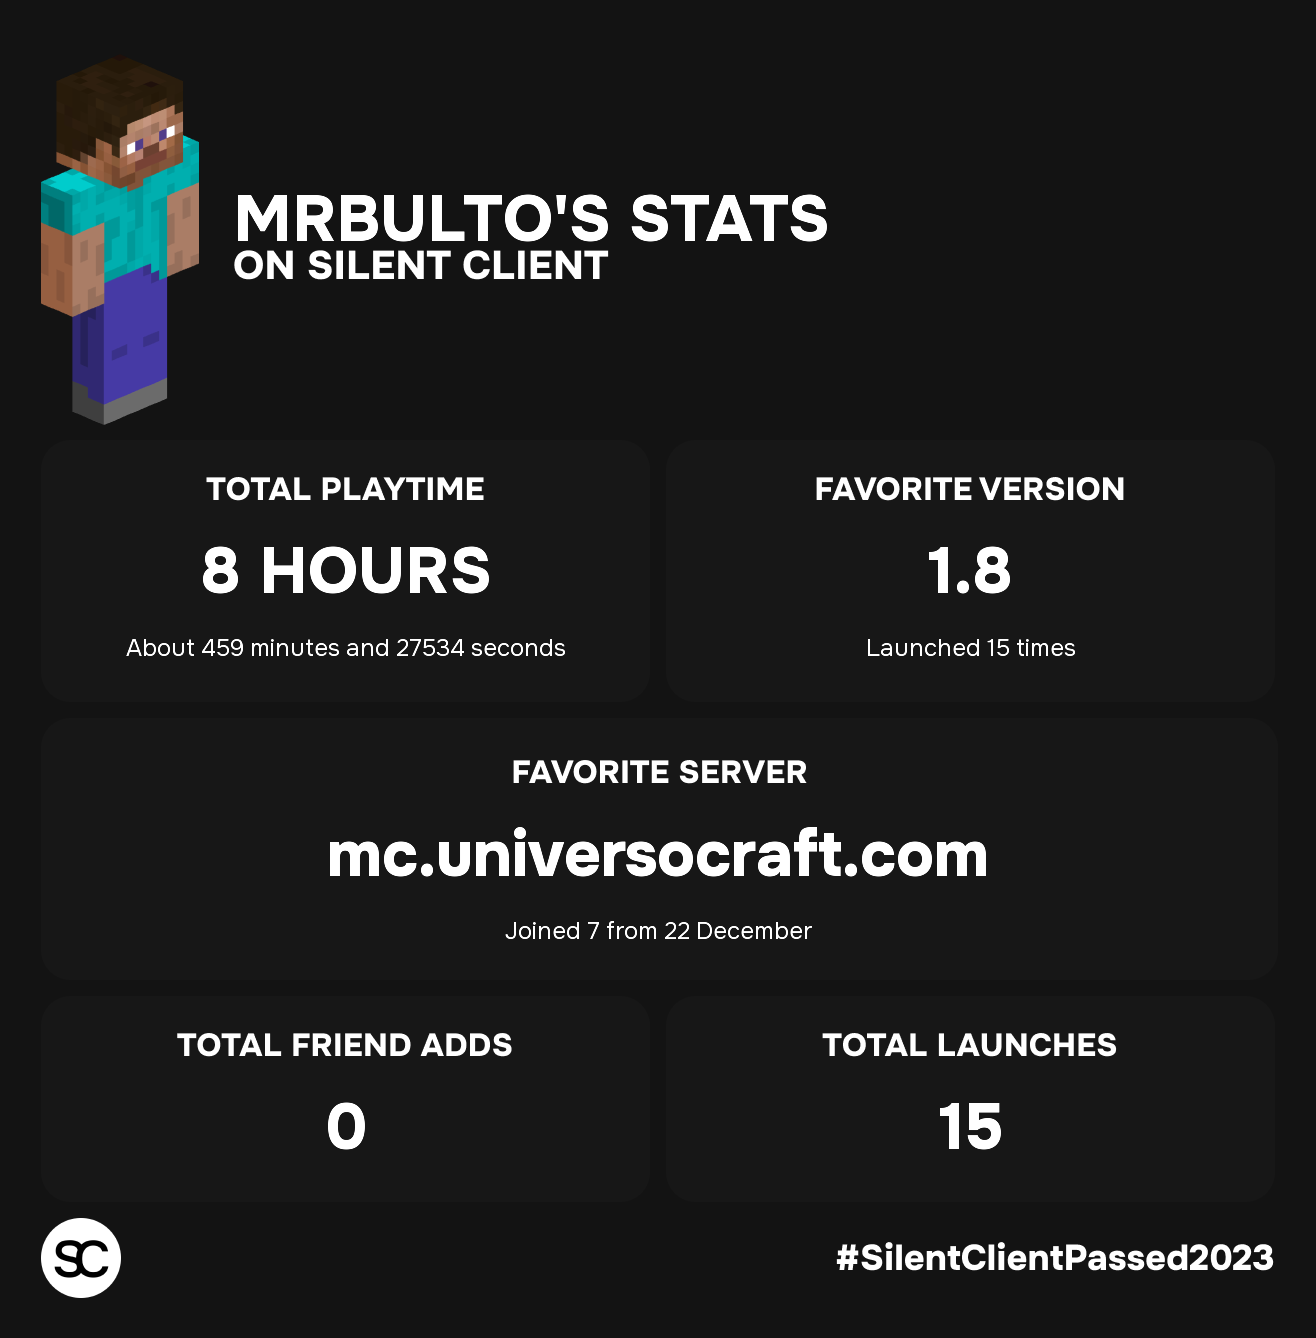 MRBULTO'S STATS
ON SILENT CLIENT
TOTAL PLAYTIME
8 HOURS
About 459 minutes and 27534 seconds
FAVORITE VERSION
1.8
Launched 15 times
FAVORITE SERVER
mc.universocraft.com
Joined 7 from 22 December
TOTAL FRIEND ADDS
0
TOTAL LAUNCHES
15
SC
#SilentClientPassed2023